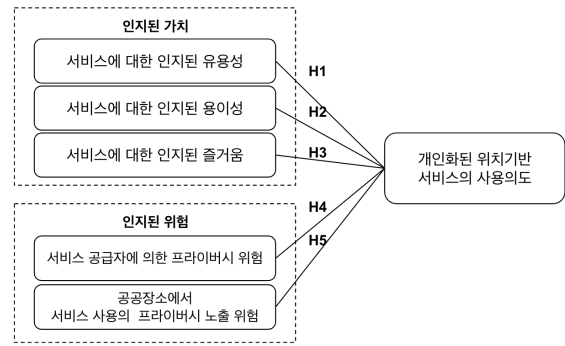 인지된 가치
서비스에 대한 인지된 유용성
서비스에 대한 인지된 용이성
서비스에 대한 인지된 즐거움
H1
H2
H3
개인화된 위치기반
서비스의 사용의도
인지된 위험
서비스 공급자에 의한 프라이버시 위험
공공장소에서
서비스 사용의 프라이버시 노출 위험
H4
H5